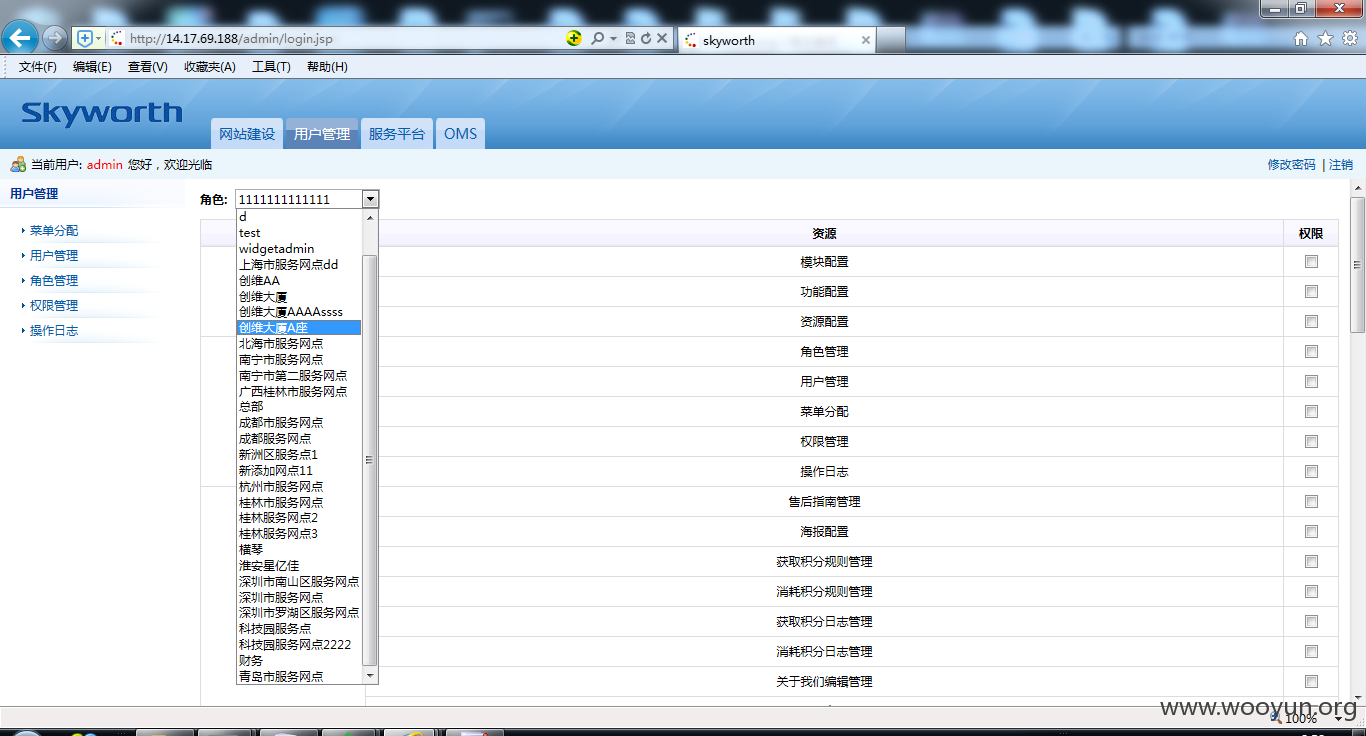 http://14.17.69.188/admin/login.jsp
skyworth
文件(F) 编辑(E) 查看(V) 收藏夹(A) 工具(T) 帮助(H)
Skyworth
网站建设 用户管理 服务平台 OMS
当前用户: admin 您好，欢迎光临
修改密码 | 注销
用户管理
菜单分配
用户管理
角色管理
权限管理
操作日志
角色: 1111111111111
d
test
widgetadmin
上海市服务网点dd
创维AA
创维大厦
创维大厦AAAAssss
创维大厦A座
北海市服务网点
南宁市服务网点
南宁市第二服务网点
广西桂林市服务网点
总部
成都市服务网点
成都服务网点
新洲区服务点1
新添加网点11
杭州市服务网点
桂林市服务网点
桂林服务网点2
桂林服务网点3
横琴
淮安星亿佳
深圳市南山区服务网点
深圳市服务网点
深圳市罗湖区服务网点
科技园服务点
科技园服务网点2222
财务
青岛市服务网点
资源 权限
模块配置
功能配置
资源配置
角色管理
用户管理
菜单分配
权限管理
操作日志
售后指南管理
海报配置
获取积分规则管理
消耗积分规则管理
获取积分日志管理
消耗积分日志管理
关于我们编辑管理
www.wooyun.org
100%